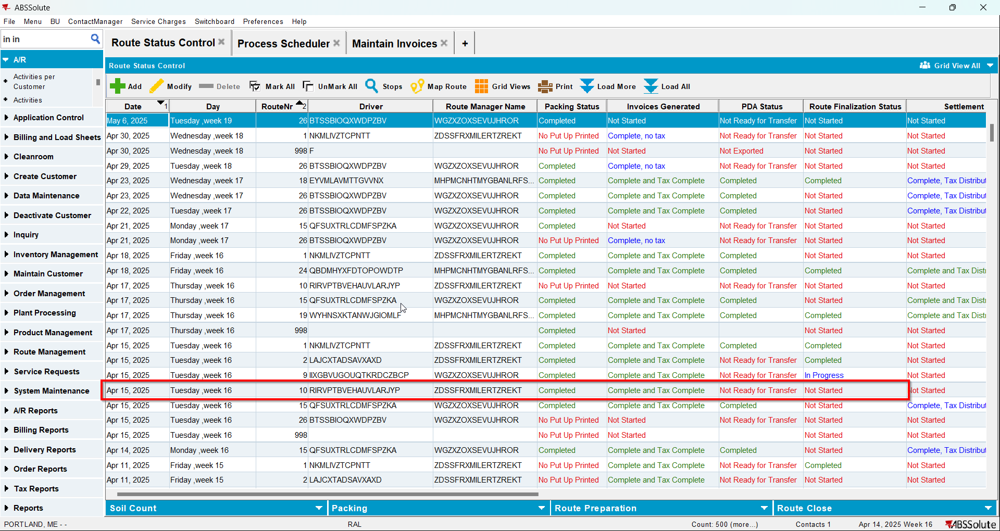 ABSSolute
File Menu BU ContactManager Service Charges Switchboard Preferences Help
in in
Route Status Control Process Scheduler Maintain Invoices +
A/R
Activities per
Customer
Activities
Application Control
Billing and Load Sheets
Cleanroom
Create Customer
Data Maintenance
Deactivate Customer
Inquiry
Inventory Management
Maintain Customer
Order Management
Plant Processing
Product Management
Route Management
Service Requests
System Maintenance
A/R Reports
Billing Reports
Delivery Reports
Order Reports
Tax Reports
Reports
Route Status Control Grid View All
Add Modify Delete Mark All UnMark All Stops Map Route Grid Views Print Load More Load All
Date 1 Day RouteNr 2 Driver Route Manager Name Packing Status Invoices Generated PDA Status Route Finalization Status Settlement
May 6, 2025 Tuesday ,week 19 26 BTSSBIOQXWDPZBV WGZXZOXSEVUJHROR Completed Not Started Not Ready for Transfer Not Started Not Started
Apr 30, 2025 Wednesday ,week 18 1 NKMLIVZTCPNTT ZDSSFRXMILERTZREKT No Put Up Printed Complete, no tax Not Ready for Transfer Not Started Not Started
Apr 30, 2025 Wednesday ,week 18 998 F No Put Up Printed Not Started Not Exported Not Started Not Started
Apr 29, 2025 Tuesday ,week 18 26 BTSSBIOQXWDPZBV WGZXZOXSEVUJHROR Completed Complete, no tax Not Ready for Transfer Not Started Not Started
Apr 23, 2025 Wednesday ,week 17 18 EYVMLAVMTTGVVNX MHPMCNHTMYGBANLRFS... Completed Complete and Tax Complete Completed Completed Complete, Tax Distribut
Apr 23, 2025 Wednesday ,week 17 26 BTSSBIOQXWDPZBV WGZXZOXSEVUJHROR Completed Complete and Tax Complete Completed Not Started Complete, Tax Distribut
Apr 22, 2025 Tuesday ,week 17 26 BTSSBIOQXWDPZBV WGZXZOXSEVUJHROR Completed Complete and Tax Complete Completed Not Started Complete, Tax Distribut
Apr 21, 2025 Monday ,week 17 15 QFSUXTRLCDMFSPZKA WGZXZOXSEVUJHROR Completed Not Started Not Ready for Transfer Not Started Not Started
Apr 21, 2025 Monday ,week 17 26 BTSSBIOQXWDPZBV WGZXZOXSEVUJHROR No Put Up Printed Complete, no tax Not Ready for Transfer Not Started Not Started
Apr 18, 2025 Friday ,week 16 1 NKMLIVZTCPNTT ZDSSFRXMILERTZREKT Completed Complete and Tax Complete Completed Not Started Not Started
Apr 18, 2025 Friday ,week 16 24 QBDMHYXFDTOPOWDTP MHPMCNHTMYGBANLRFS... Completed Complete and Tax Complete Completed Completed Complete and Tax Distri
Apr 17, 2025 Thursday ,week 16 10 RIRVPTBVEHAUVLARJYP ZDSSFRXMILERTZREKT No Put Up Printed Not Started Not Ready for Transfer Not Started Not Started
Apr 17, 2025 Thursday ,week 16 15 QFSUXTRLCDMFSPZKA WGZXZOXSEVUJHROR Completed Complete and Tax Complete Completed Not Started Complete and Tax Distri
Apr 17, 2025 Thursday ,week 16 19 WYHNSXKTANWJGIOMLF MHPMCNHTMYGBANLRFS... Completed Complete and Tax Complete Completed Completed Complete and Tax Distri
Apr 17, 2025 Thursday ,week 16 998 Completed Not Started Not Started Not Started
Apr 15, 2025 Tuesday ,week 16 1 NKMLIVZTCPNTT ZDSSFRXMILERTZREKT Completed Complete and Tax Complete Completed Completed Not Started
Apr 15, 2025 Tuesday ,week 16 2 LAJCXTADSAVXAXD ZDSSFRXMILERTZREKT Completed Complete and Tax Complete Not Ready for Transfer Completed Not Started
Apr 15, 2025 Tuesday ,week 16 9 IIXGBVUGOUQTKRDCZBCP WGZXZOXSEVUJHROR Completed Complete and Tax Complete Not Ready for Transfer In Progress Not Started
Apr 15, 2025 Tuesday ,week 16 10 RIRVPTBVEHAUVLARJYP ZDSSFRXMILERTZREKT Completed Complete and Tax Complete Not Ready for Transfer Not Started Not Started
Apr 15, 2025 Tuesday ,week 16 15 QFSUXTRLCDMFSPZKA WGZXZOXSEVUJHROR Completed Complete and Tax Complete Completed Not Started Complete, Tax Distribut
Apr 15, 2025 Tuesday ,week 16 26 BTSSBIOQXWDPZBV WGZXZOXSEVUJHROR No Put Up Printed Not Started Not Ready for Transfer Not Started Not Started
Apr 15, 2025 Tuesday ,week 16 998 No Put Up Printed Not Started Not Started Not Started
Apr 14, 2025 Monday ,week 16 15 QFSUXTRLCDMFSPZKA WGZXZOXSEVUJHROR Completed Complete and Tax Complete Completed Not Started Complete, Tax Distribut
Apr 11, 2025 Friday ,week 15 1 NKMLIVZTCPNTT ZDSSFRXMILERTZREKT No Put Up Printed Complete and Tax Complete Not Ready for Transfer Completed Not Started
Apr 11, 2025 Friday ,week 15 2 LAJCXTADSAVXAXD ZDSSFRXMILERTZREKT No Put Up Printed Complete and Tax Complete Not Ready for Transfer Not Started Not Started
Soil Count Packing Route Preparation Route Close
PORTLAND, ME - - RAL Count: 500 (more...) Contacts 1 Apr 14, 2025 Week 16 ABSSolute